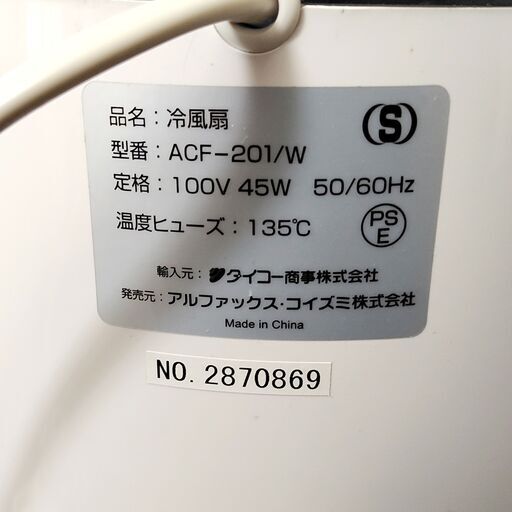 品名：冷風扇
型番：ACF-201/W
定格：100V 45W 50/60Hz
温度ヒューズ：135℃
S
PS
E
輸入元：タイコー商事株式会社
発売元：アルファックス・コイズミ株式会社
Made in China
NO. 2870869